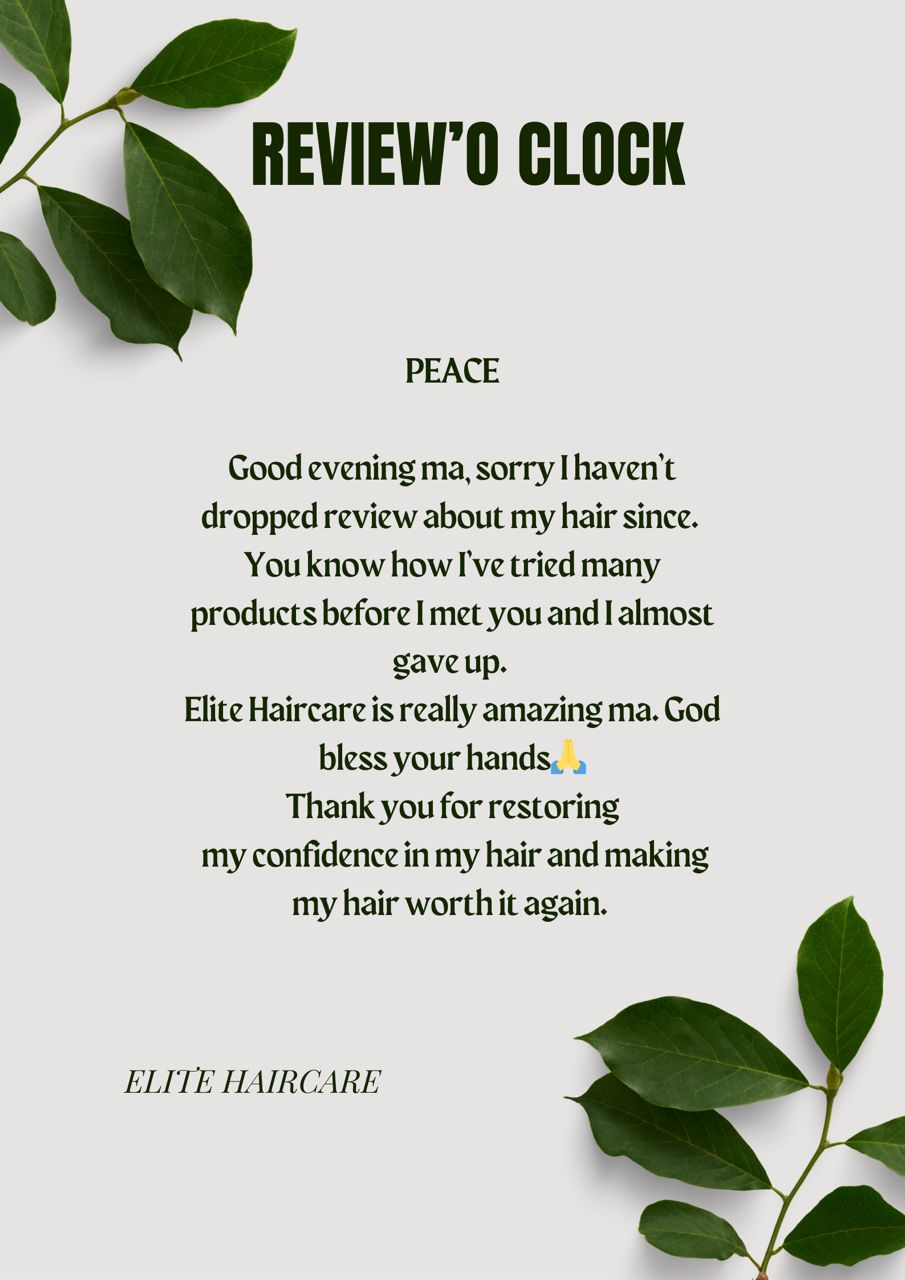 REVIEW’O CLOCK
PEACE
Good evening ma, sorry I haven’t
dropped review about my hair since.
You know how I’ve tried many
products before I met you and I almost
gave up.
Elite Haircare is really amazing ma. God
bless your hands🙏
Thank you for restoring
my confidence in my hair and making
my hair worth it again.
ELITE HAIRCARE